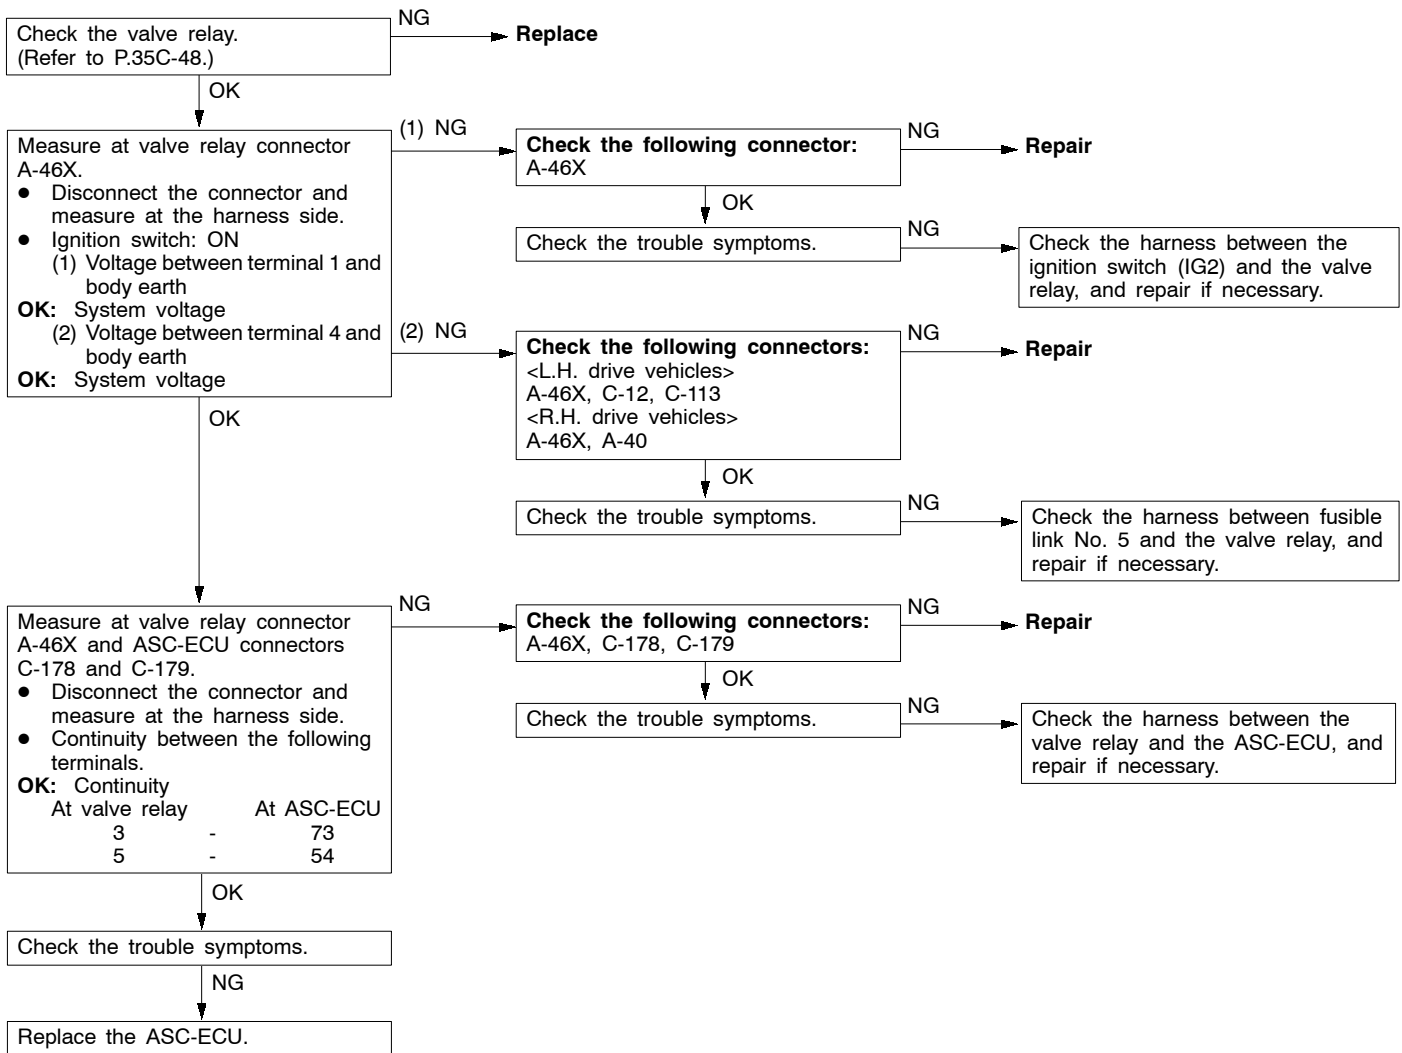 Check the valve relay.
(Refer to P.35C-48.)
NG
Replace
OK
Measure at valve relay connector
A-46X.
● Disconnect the connector and
measure at the harness side.
● Ignition switch: ON
(1) Voltage between terminal 1 and
body earth
OK: System voltage
(2) Voltage between terminal 4 and
body earth
OK: System voltage
(1) NG
Check the following connector:
A-46X
NG
Repair
OK
Check the trouble symptoms.
NG
Check the harness between the
ignition switch (IG2) and the valve
relay, and repair if necessary.
(2) NG
Check the following connectors:
<L.H. drive vehicles>
A-46X, C-12, C-113
<R.H. drive vehicles>
A-46X, A-40
NG
Repair
OK
Check the trouble symptoms.
NG
Check the harness between fusible
link No. 5 and the valve relay, and
repair if necessary.
OK
Measure at valve relay connector
A-46X and ASC-ECU connectors
C-178 and C-179.
● Disconnect the connector and
measure at the harness side.
● Continuity between the following
terminals.
OK: Continuity
At valve relay At ASC-ECU
3 - 73
5 - 54
NG
Check the following connectors:
A-46X, C-178, C-179
NG
Repair
OK
Check the trouble symptoms.
NG
Check the harness between the
valve relay and the ASC-ECU, and
repair if necessary.
OK
Check the trouble symptoms.
NG
Replace the ASC-ECU.